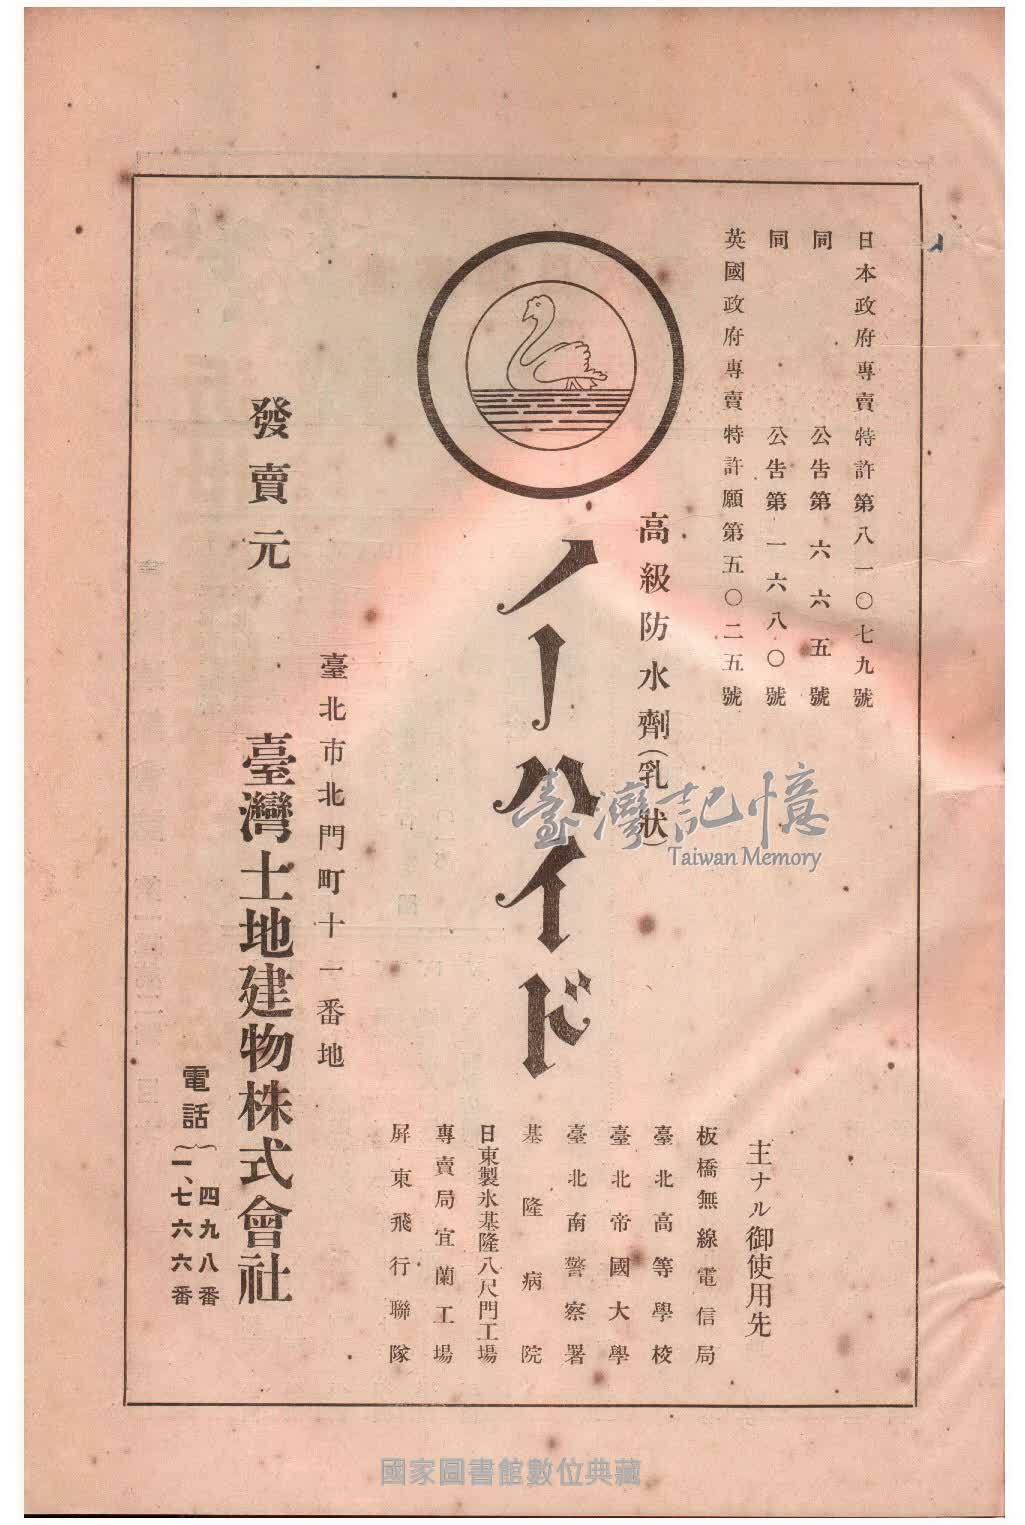 日本政府專賣特許第八一〇七九號
同　公告第六六五號
同　公告第一六八〇號
英國政府專賣特許願第五〇二五號
高級防水劑(乳狀)
ノーハイド
主ナル御使用先
板橋無線電信局
臺北高等學校
臺北帝國大學
臺北南警察署
基隆病院
日東製氷基隆八尺門工場
專賣局宜蘭工場
屏東飛行聯隊
臺北市北門町十一番地
發賣元　臺灣土地建物株式會社
電話
四九八番
一、七六六番
臺灣記憶
Taiwan Memory
國家圖書館數位典藏